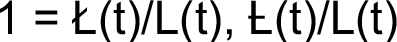 1 = Ł(t)/L(t), Ƚ(t)/L(t)